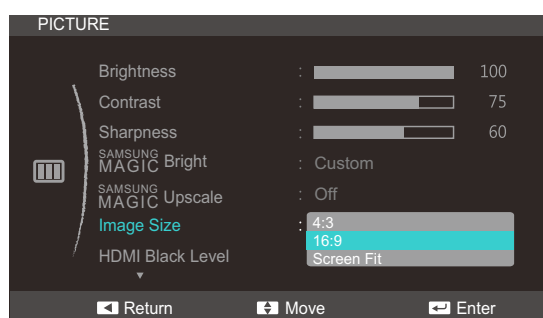 PICTURE
Brightness : 100
Contrast : 75
Sharpness : 60
SAMSUNG MAGIC Bright : Custom
SAMSUNG MAGIC Upscale : Off
Image Size : 4:3
16:9
Screen Fit
HDMI Black Level
Return Move Enter